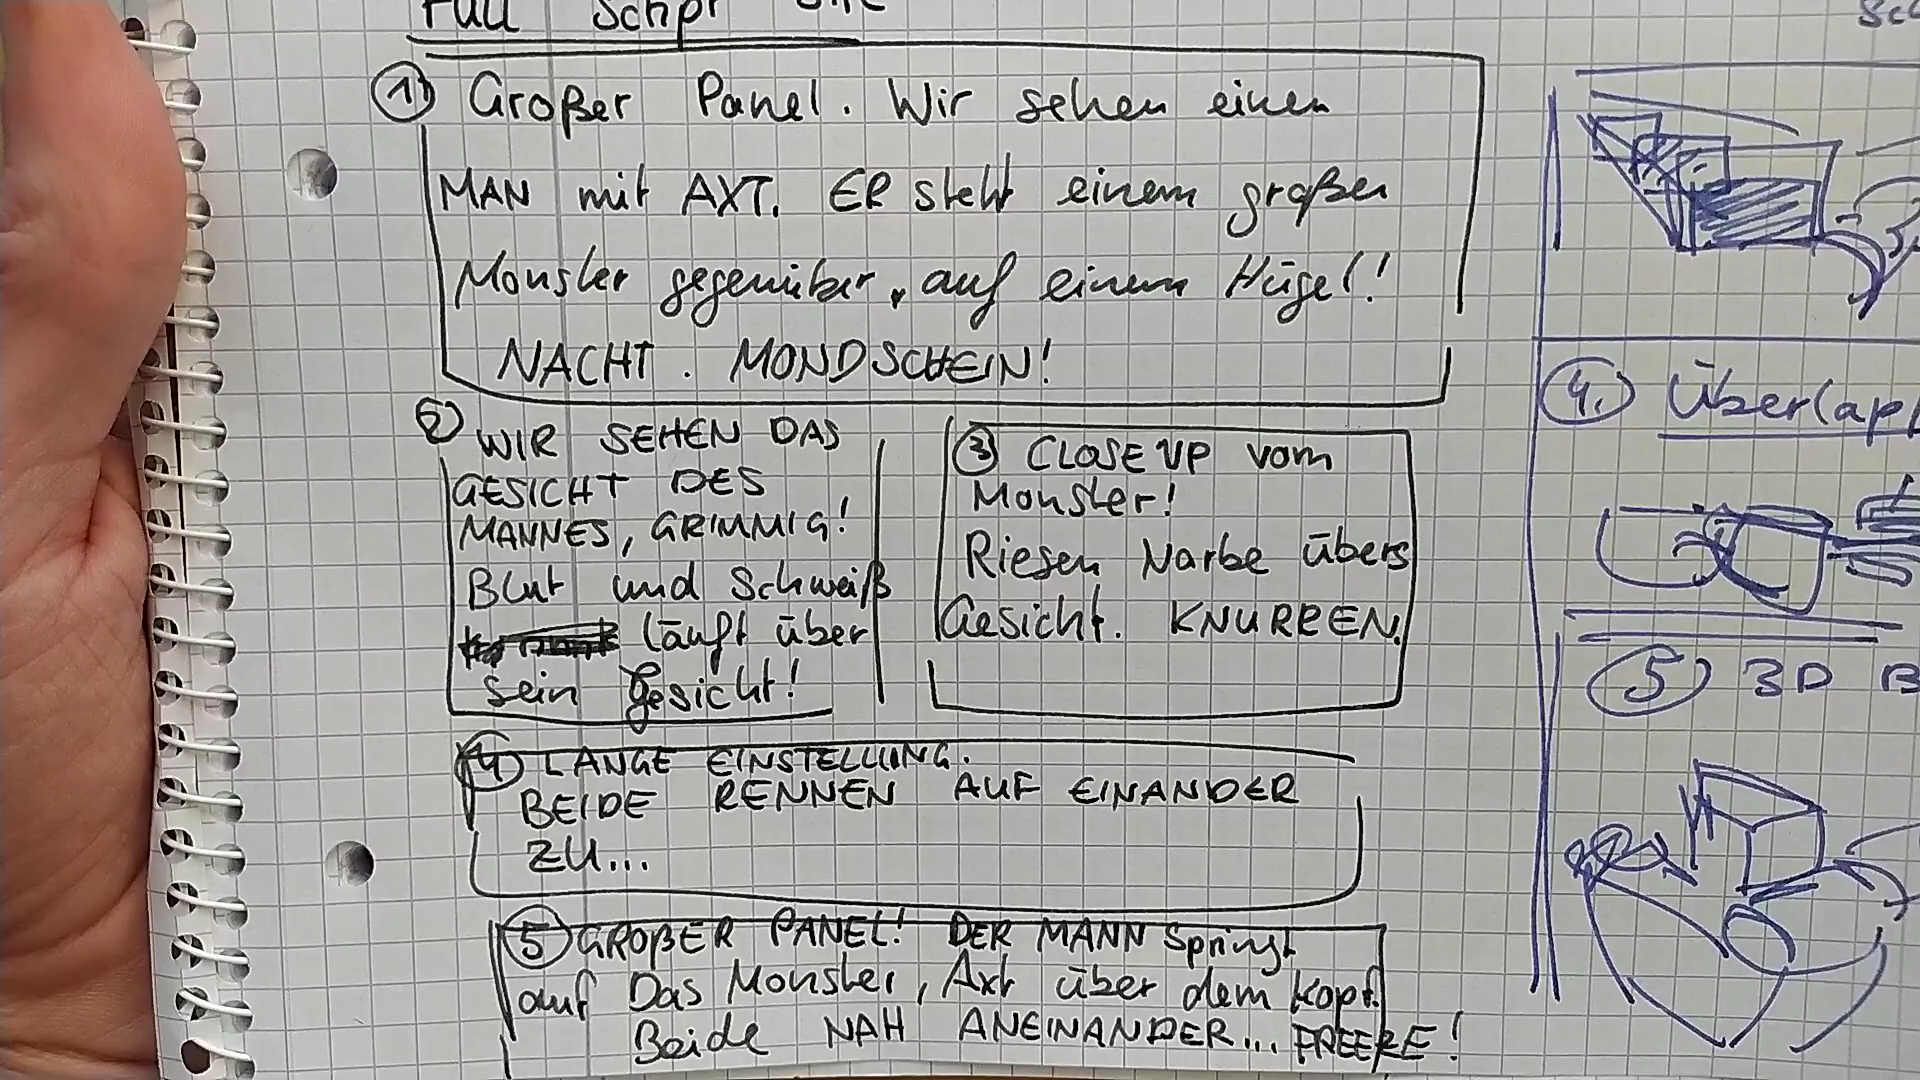 Full
① Großer Panel. Wir sehen einen
MAN mit AXT. ER steht einem großen
Monster gegenüber, auf einem Hügel!
NACHT. MONDSCHEIN!
② WIR SEHEN DAS
GESICHT DES
MANNES, GRIMMIG!
Blut und Schweiß
läuft über
sein Gesicht!
③ CLOSE UP vom
Monster!
Riesen Narbe übers
Gesicht. KNURREN.
④ LANGE EINSTELLUNG.
BEIDE RENNEN AUF EINANDER
ZU...
⑤ GROßER PANEL! DER MANN springt
auf Das Monster, Axt über dem Kopf.
Beide NAH ANEINANDER...
4. Überlap
5 3D B